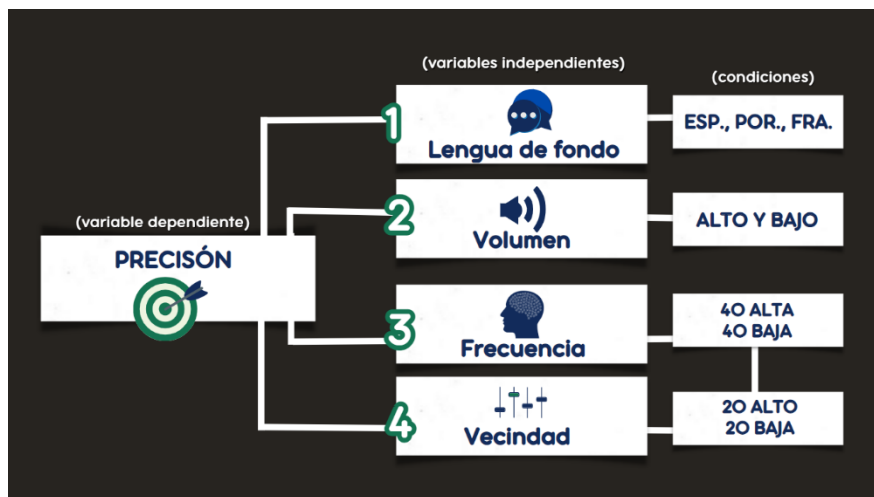 (variable dependiente)
PRECISÓN
(variables independientes)
(condiciones)
1
Lengua de fondo
ESP., POR., FRA.
2
Volumen
ALTO Y BAJO
3
Frecuencia
40 ALTA
40 BAJA
4
Vecindad
20 ALTO
20 BAJA